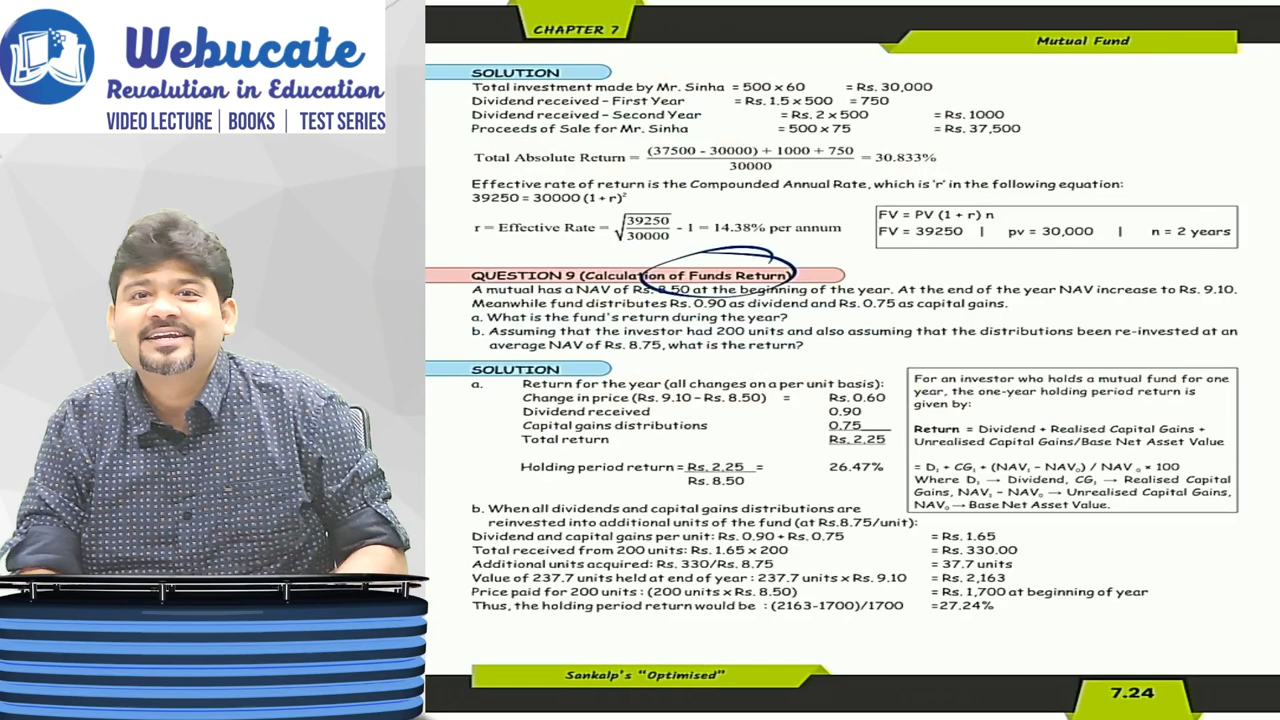 Webucate
Revolution in Education
VIDEO LECTURE | BOOKS | TEST SERIES
CHAPTER 7
Mutual Fund
SOLUTION
Total investment made by Mr. Sinha = 500 x 60 = Rs. 30,000
Dividend received – First Year = Rs. 1.5 x 500 = 750
Dividend received – Second Year = Rs. 2 x 500 = Rs. 1000
Proceeds of Sale for Mr. Sinha = 500 x 75 = Rs. 37,500
Total Absolute Return = (37500 - 30000) + 1000 + 750 / 30000 = 30.833%
Effective rate of return is the Compounded Annual Rate, which is 'r' in the following equation:
39250 = 30000 (1 + r)²
r = Effective Rate = √39250/30000 - 1 = 14.38% per annum
FV = PV (1 + r) n
FV = 39250 | pv = 30,000 | n = 2 years
QUESTION 9 (Calculation of Funds Return)
A mutual has a NAV of Rs. 8.50 at the beginning of the year. At the end of the year NAV increase to Rs. 9.10.
Meanwhile fund distributes Rs. 0.90 as dividend and Rs. 0.75 as capital gains.
a. What is the fund's return during the year?
b. Assuming that the investor had 200 units and also assuming that the distributions been re-invested at an
average NAV of Rs. 8.75, what is the return?
SOLUTION
a. Return for the year (all changes on a per unit basis):
Change in price (Rs. 9.10 – Rs. 8.50) = Rs. 0.60
Dividend received 0.90
Capital gains distributions 0.75
Total return Rs. 2.25
Holding period return = Rs. 2.25 / Rs. 8.50 = 26.47%
For an investor who holds a mutual fund for one
year, the one-year holding period return is
given by:
Return = Dividend + Realised Capital Gains +
Unrealised Capital Gains/Base Net Asset Value
= D₁ + CG₁ + (NAV₁ – NAV₀) / NAV ₀ × 100
Where D₁ → Dividend, CG₁ → Realised Capital
Gains, NAV₁ – NAV₀ → Unrealised Capital Gains,
NAV₀ → Base Net Asset Value.
b. When all dividends and capital gains distributions are
reinvested into additional units of the fund (at Rs.8.75/unit):
Dividend and capital gains per unit: Rs. 0.90 + Rs. 0.75 = Rs. 1.65
Total received from 200 units: Rs. 1.65 x 200 = Rs. 330.00
Additional units acquired: Rs. 330/Rs. 8.75 = 37.7 units
Value of 237.7 units held at end of year : 237.7 units x Rs. 9.10 = Rs. 2,163
Price paid for 200 units : (200 units x Rs. 8.50) = Rs. 1,700 at beginning of year
Thus, the holding period return would be : (2163-1700)/1700 =27.24%
Sankalp's "Optimised"
7.24